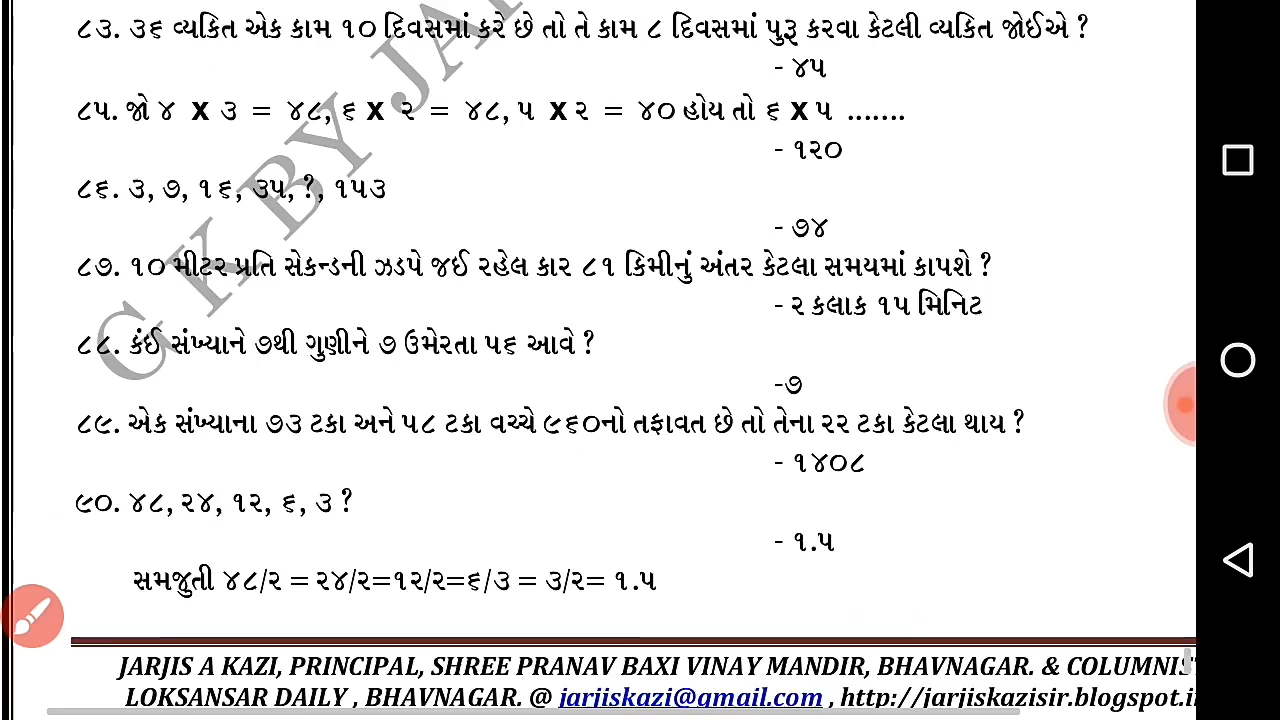 ૮૩. ૩૬ વ્યકિત એક કામ ૧૦ દિવસમાં કરે છે તો તે કામ ૮ દિવસમાં પુરૂ કરવા કેટલી વ્યકિત જોઈએ ?
- ૪૫
૮૫. જો ૪ X ૩ = ૪૮, ૬ X ૨ = ૪૮, ૫ X ૨ = ૪૦ હોય તો ૬ X ૫ .......
- ૧૨૦
૮૬. ૩, ૭, ૧૬, ૩૫, ?, ૧૫૩
- ૭૪
૮૭. ૧૦ મીટર પ્રતિ સેકન્ડની ઝડપે જઈ રહેલ કાર ૮૧ કિમીનું અંતર કેટલા સમયમાં કાપશે ?
- ૨ કલાક ૧૫ મિનિટ
૮૮. કંઈ સંખ્યાને ૭થી ગુણીને ૭ ઉમેરતા ૫૬ આવે ?
-૭
૮૯. એક સંખ્યાના ૭૩ ટકા અને ૫૮ ટકા વચ્ચે ૯૬૦નો તફાવત છે તો તેના ૨૨ ટકા કેટલા થાય ?
- ૧૪૦૮
૯૦. ૪૮, ૨૪, ૧૨, ૬, ૩ ?
- ૧.૫
સમજુતી ૪૮/૨ = ૨૪/૨=૧૨/૨=૬/૩ = ૩/૨= ૧.૫
G K BY JA
JARJIS A KAZI, PRINCIPAL, SHREE PRANAV BAXI VINAY MANDIR, BHAVNAGAR. & COLUMNIST
LOKSANSAR DAILY , BHAVNAGAR. @ jarjiskazi@gmail.com , http://jarjiskazisir.blogspot.i